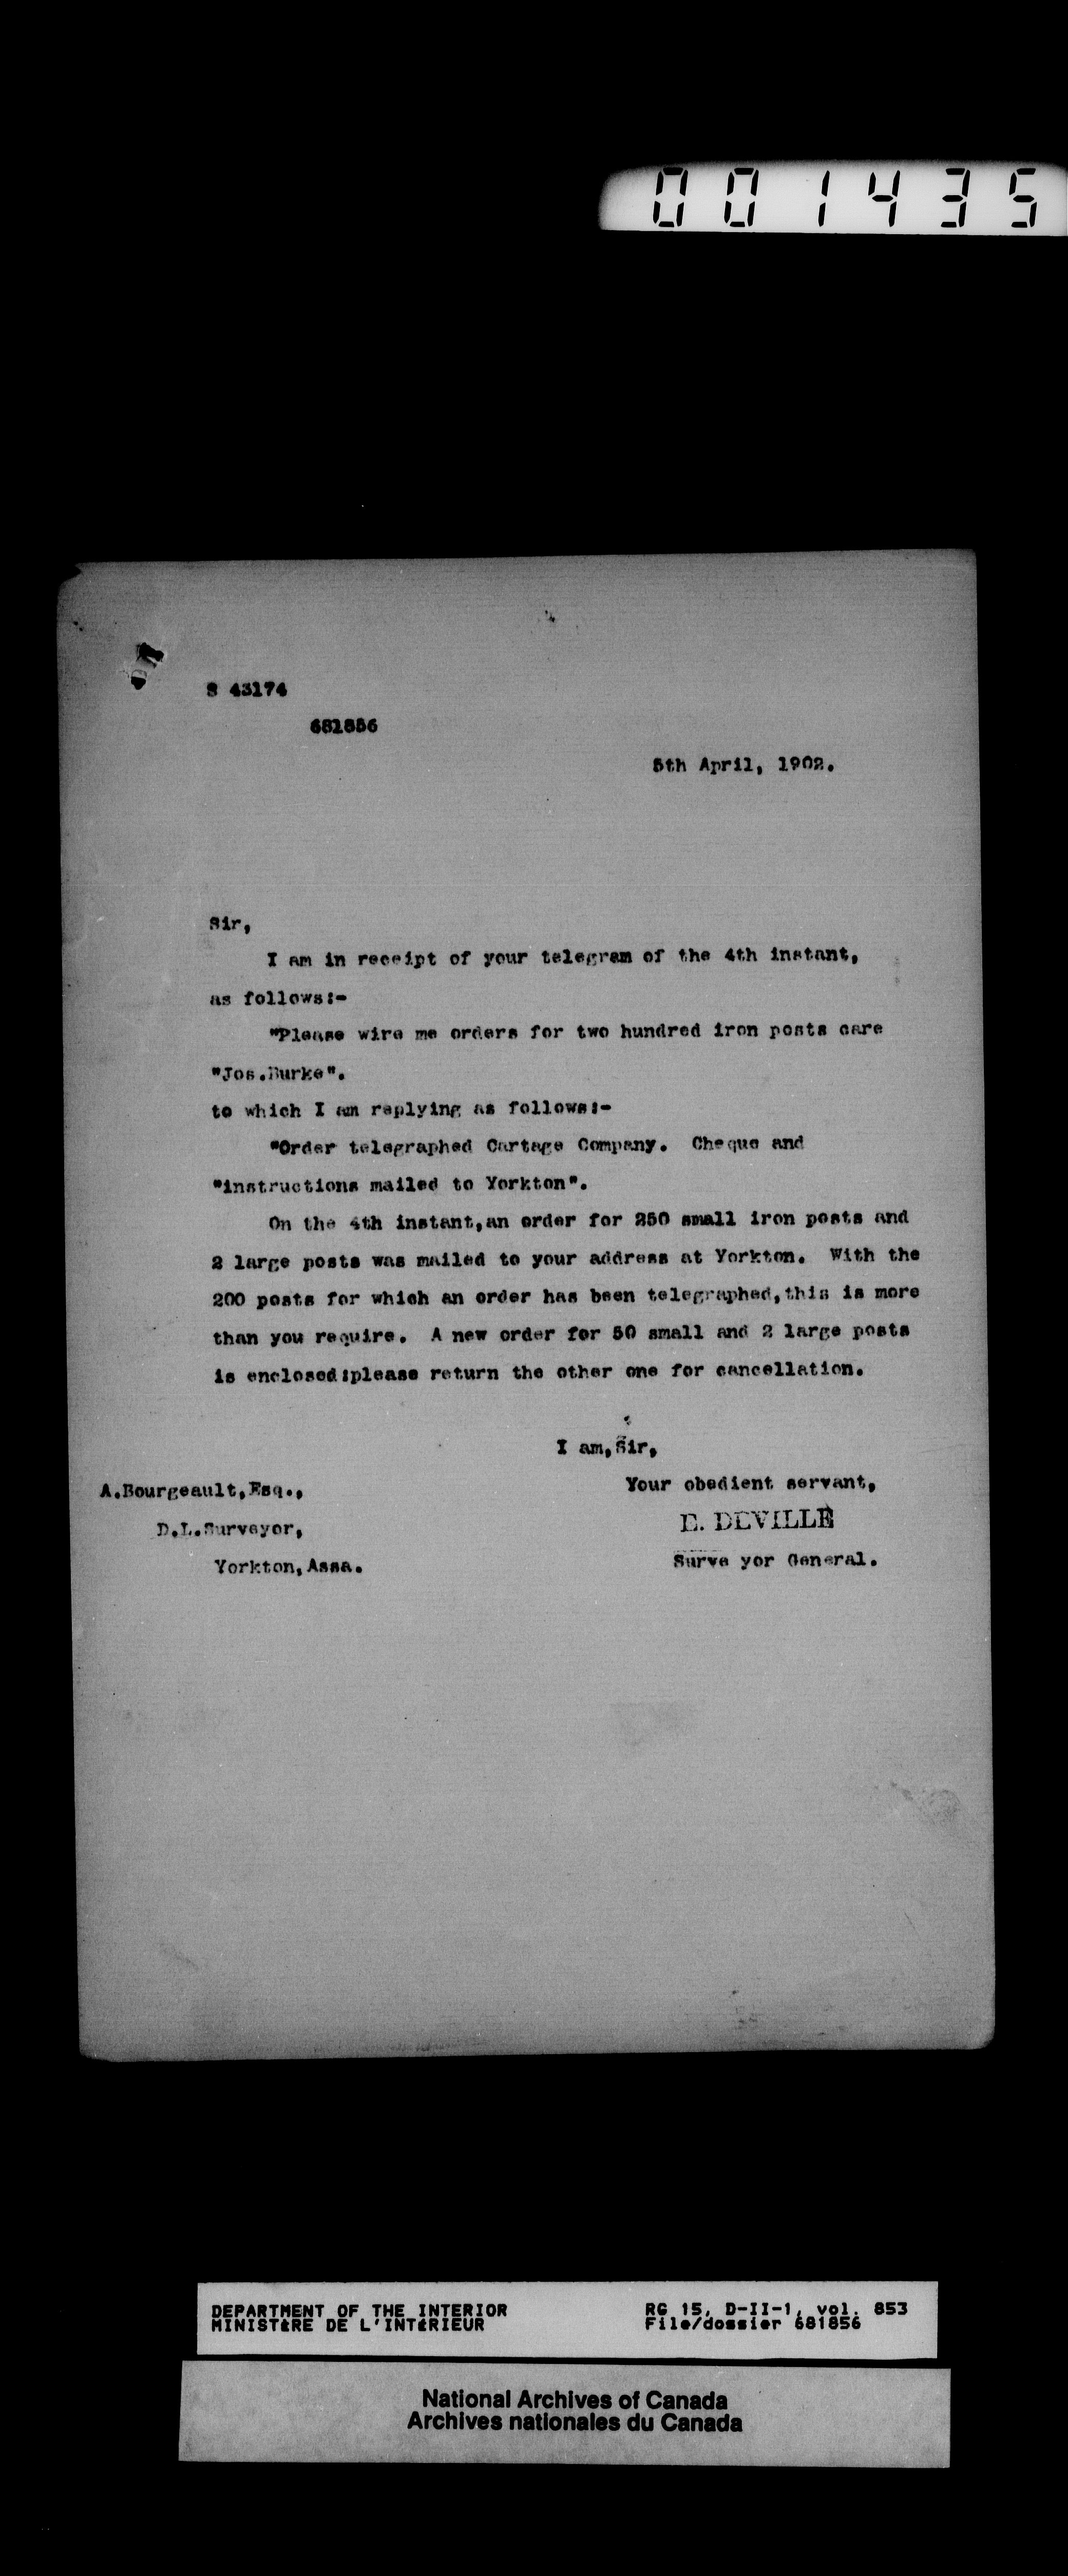 001435
S 43174
681856
5th April, 1902.
Sir,
I am in receipt of your telegram of the 4th instant,
as follows:-
"Please wire me orders for two hundred iron posts care
"Jos.Burke".
to which I am replying as follows:-
"Order telegraphed Cartage Company. Cheque and
"instructions mailed to Yorkton".
On the 4th instant,an order for 250 small iron posts and
2 large posts was mailed to your address at Yorkton. With the
200 posts for which an order has been telegraphed,this is more
than you require. A new order for 50 small and 2 large posts
is enclosed:please return the other one for cancellation.
I am,Sir,
Your obedient servant,
E. DEVILLE
Surve yor General.
A.Bourgeault,Esq.,
D.L.Surveyor,
Yorkton,Assa.
DEPARTMENT OF THE INTERIOR
MINISTÈRE DE L'INTÉRIEUR
RG 15, D-II-1, vol. 853
File/dossier 681856
National Archives of Canada
Archives nationales du Canada